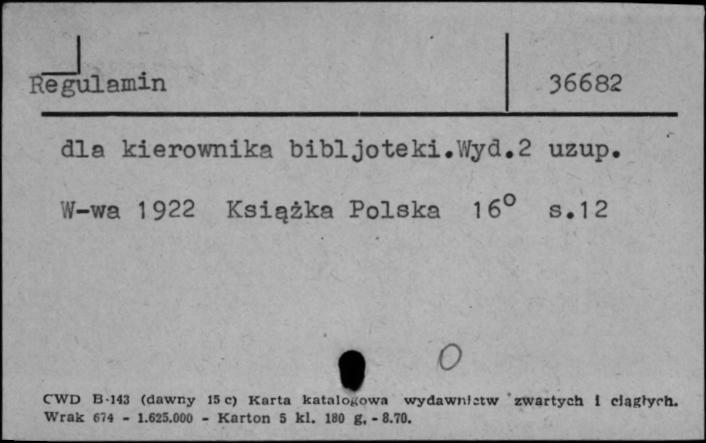 Regulamin 36682
dla kierownika bibljoteki.Wyd.2 uzup.
W-wa 1922 Książka Polska 16° s.12
O
CWD B-143 (dawny 15 c) Karta katalogowa wydawnictw zwartych i ciągłych.
Wrak 674 - 1.625.000 - Karton 5 kl. 180 g. - 8.70.